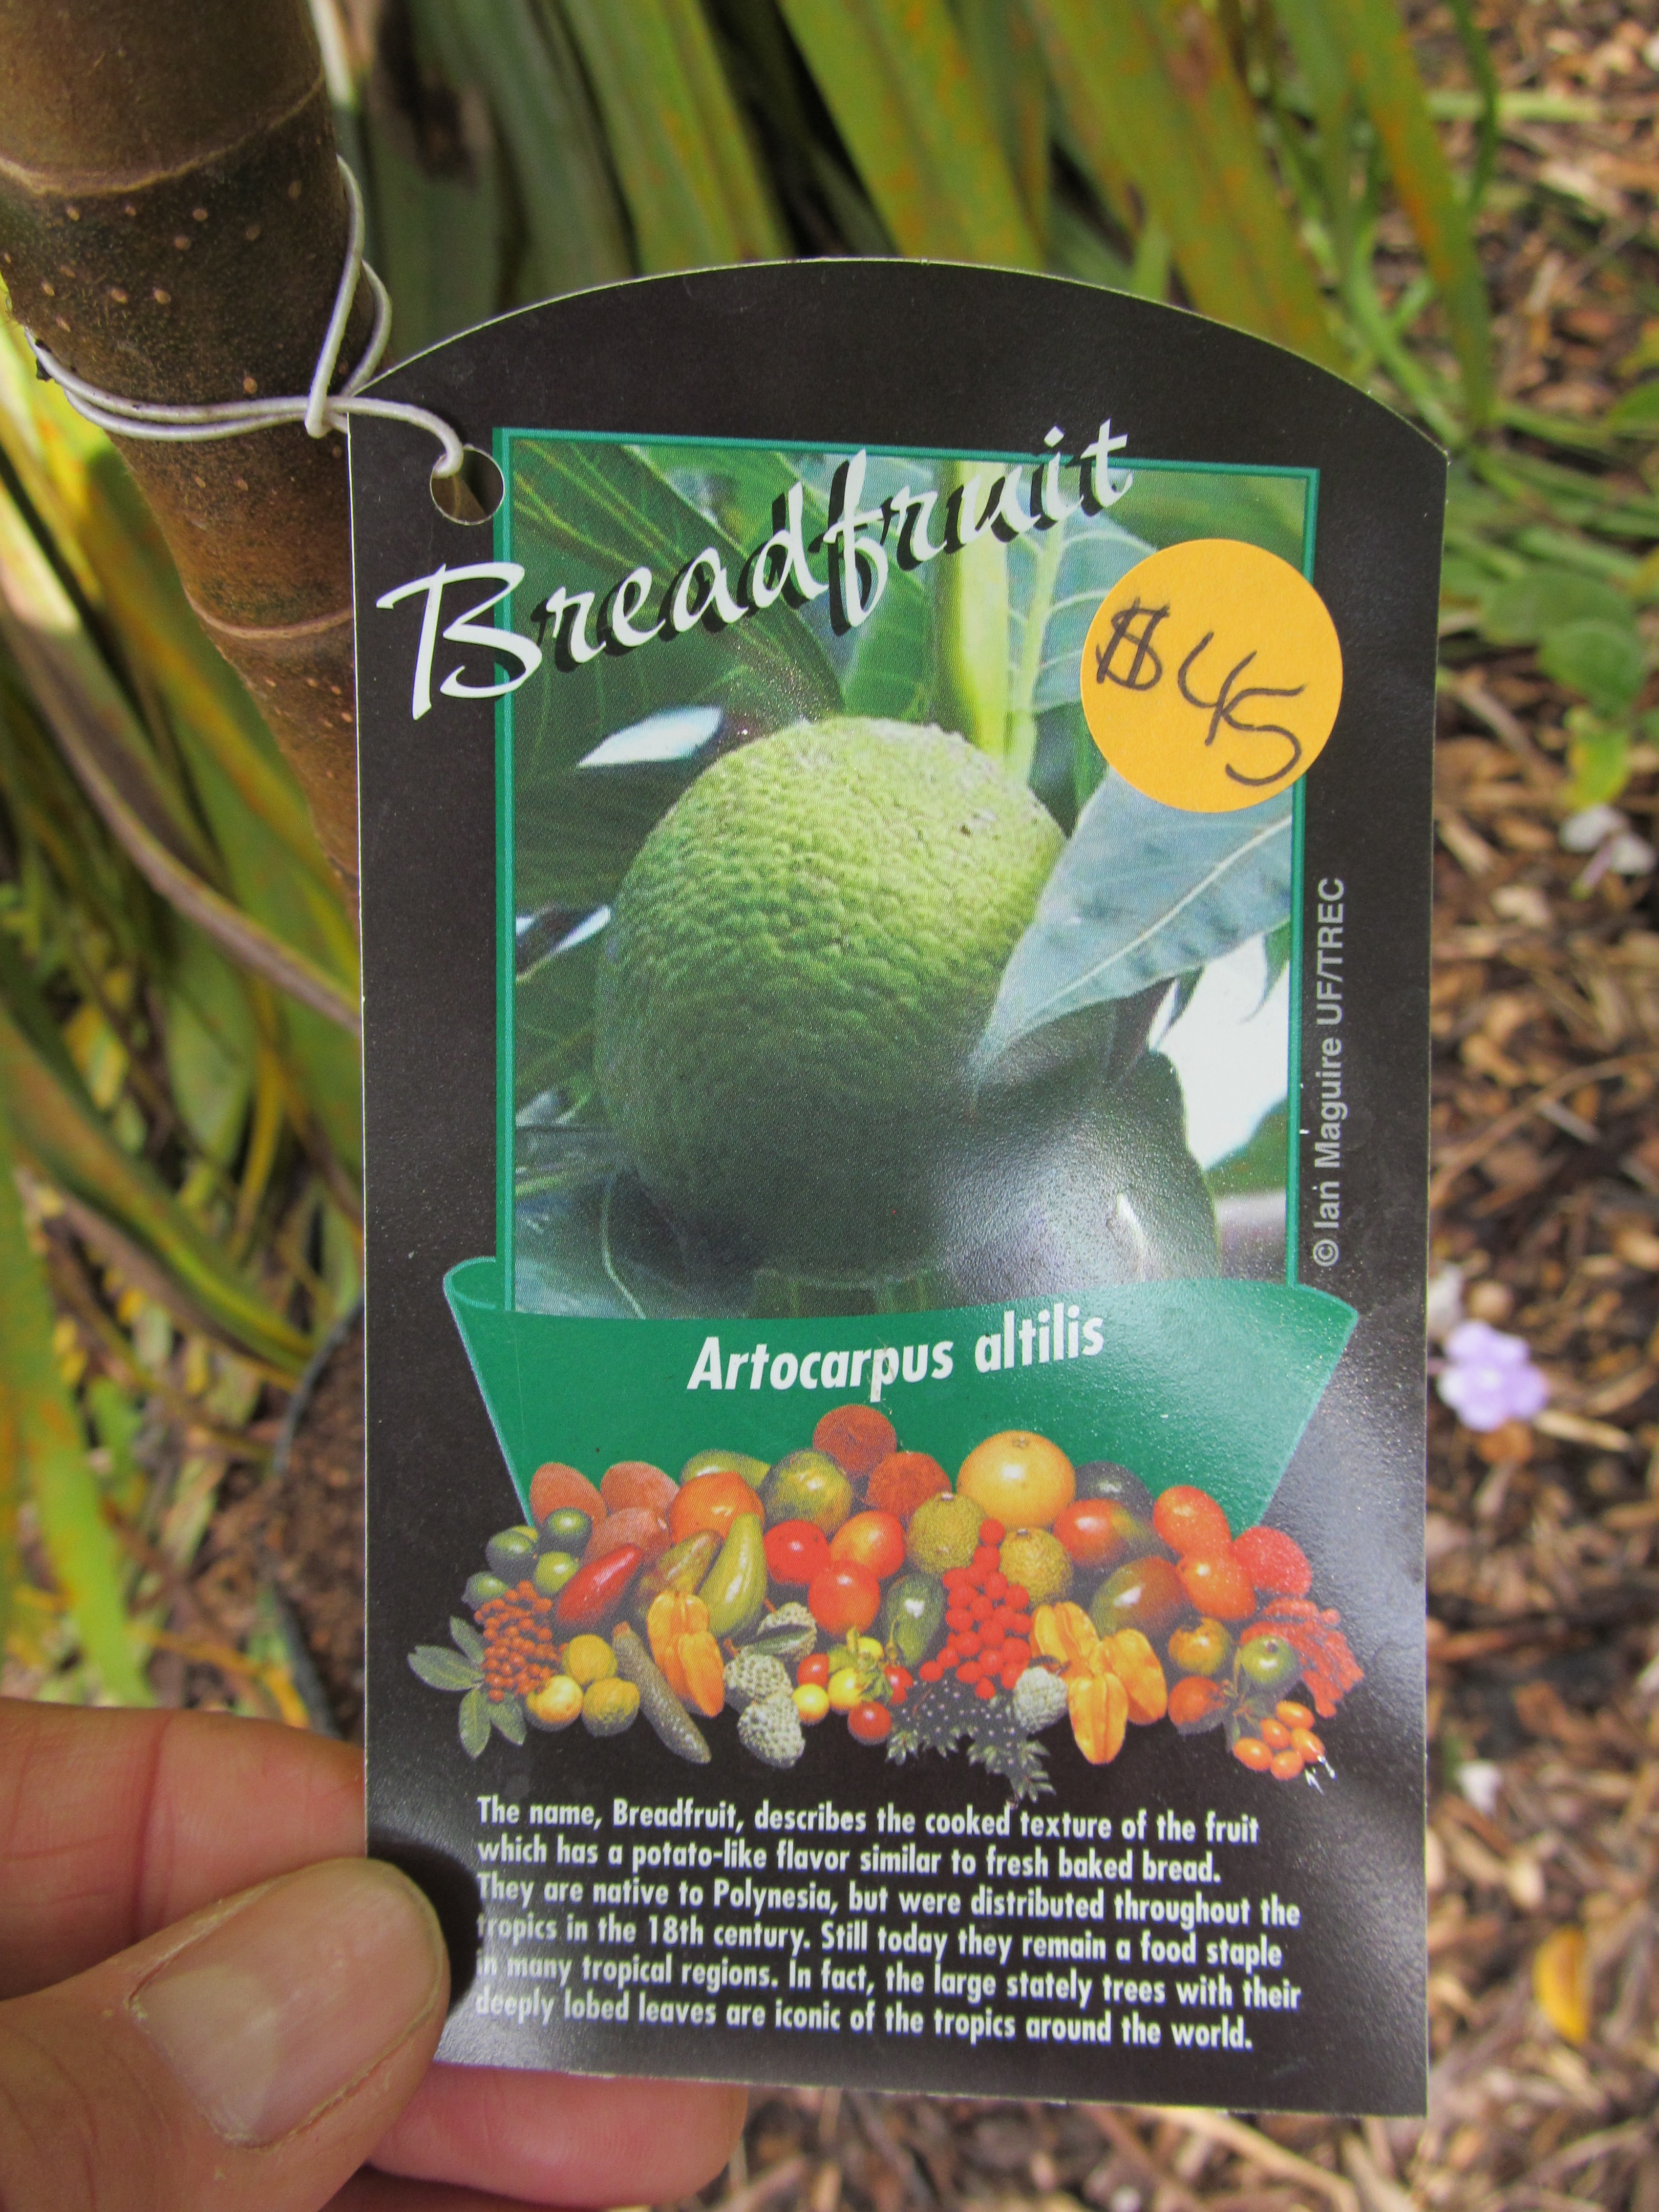 Breadfruit
$45
© Ian Maguire UF/TREC
Artocarpus altilis
The name, Breadfruit, describes the cooked texture of the fruit
which has a potato-like flavor similar to fresh baked bread.
They are native to Polynesia, but were distributed throughout the
tropics in the 18th century. Still today they remain a food staple
in many tropical regions. In fact, the large stately trees with their
deeply lobed leaves are iconic of the tropics around the world.